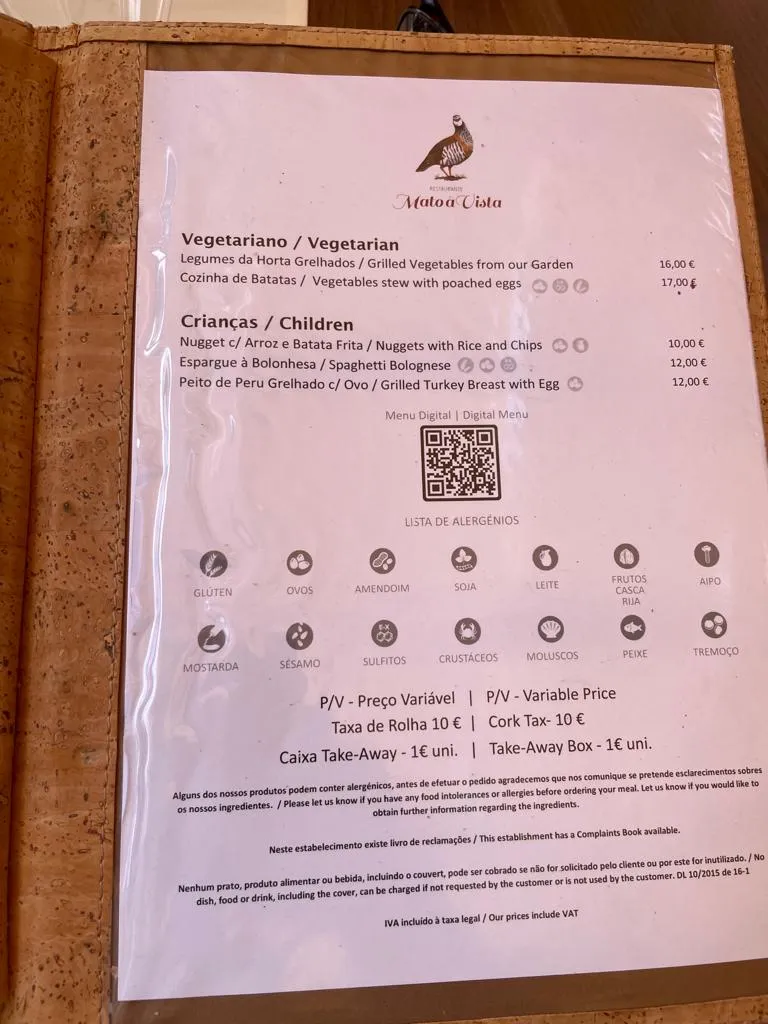 RESTAURANTE
Mato à Vista
Vegetariano / Vegetarian
Legumes da Horta Grelhados / Grilled Vegetables from our Garden 16,00 €
Cozinha de Batatas / Vegetables stew with poached eggs 17,00 €
Crianças / Children
Nugget c/ Arroz e Batata Frita / Nuggets with Rice and Chips 10,00 €
Espargue à Bolonhesa / Spaghetti Bolognese 12,00 €
Peito de Peru Grelhado c/ Ovo / Grilled Turkey Breast with Egg 12,00 €
Menu Digital | Digital Menu
LISTA DE ALERGÉNIOS
GLÚTEN OVOS AMENDOIM SOJA LEITE FRUTOS CASCA RIJA AIPO
E-X
MOSTARDA SÉSAMO SULFITOS CRUSTÁCEOS MOLUSCOS PEIXE TREMOÇO
P/V - Preço Variável | P/V - Variable Price
Taxa de Rolha 10 € | Cork Tax- 10 €
Caixa Take-Away - 1€ uni. | Take-Away Box - 1€ uni.
Alguns dos nossos produtos podem conter alergénicos, antes de efetuar o pedido agradecemos que nos comunique se pretende esclarecimentos sobres
os nossos ingredientes. / Please let us know if you have any food intolerances or allergies before ordering your meal. Let us know if you would like to
obtain further information regarding the ingredients.
Neste estabelecimento existe livro de reclamações / This establishment has a Complaints Book available.
Nenhum prato, produto alimentar ou bebida, incluindo o couvert, pode ser cobrado se não for solicitado pelo cliente ou por este for inutilizado. / No
dish, food or drink, including the cover, can be charged if not requested by the customer or is not used by the customer. DL 10/2015 de 16-1
IVA incluído à taxa legal / Our prices include VAT